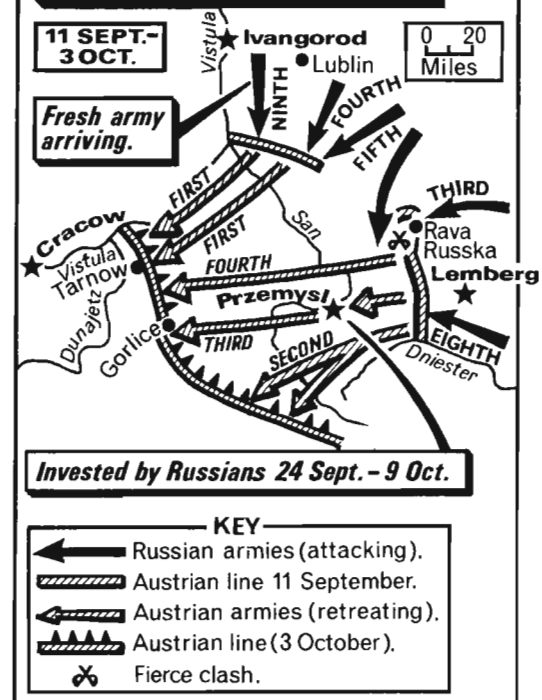 11 SEPT.–
3 OCT.
Vistula
Ivangorod
Lublin
0 20
Miles
Fresh army
arriving.
NINTH
FOURTH
FIFTH
THIRD
FIRST
FIRST
San
Rava
Russka
Cracow
Vistula
Tarnow
FOURTH
Lemberg
Przemysl
Dunajetz
Gorlice
THIRD
SECOND
EIGHTH
Dniester
Invested by Russians 24 Sept. – 9 Oct.
KEY
Russian armies (attacking).
Austrian line 11 September.
Austrian armies (retreating).
Austrian line (3 October).
Fierce clash.